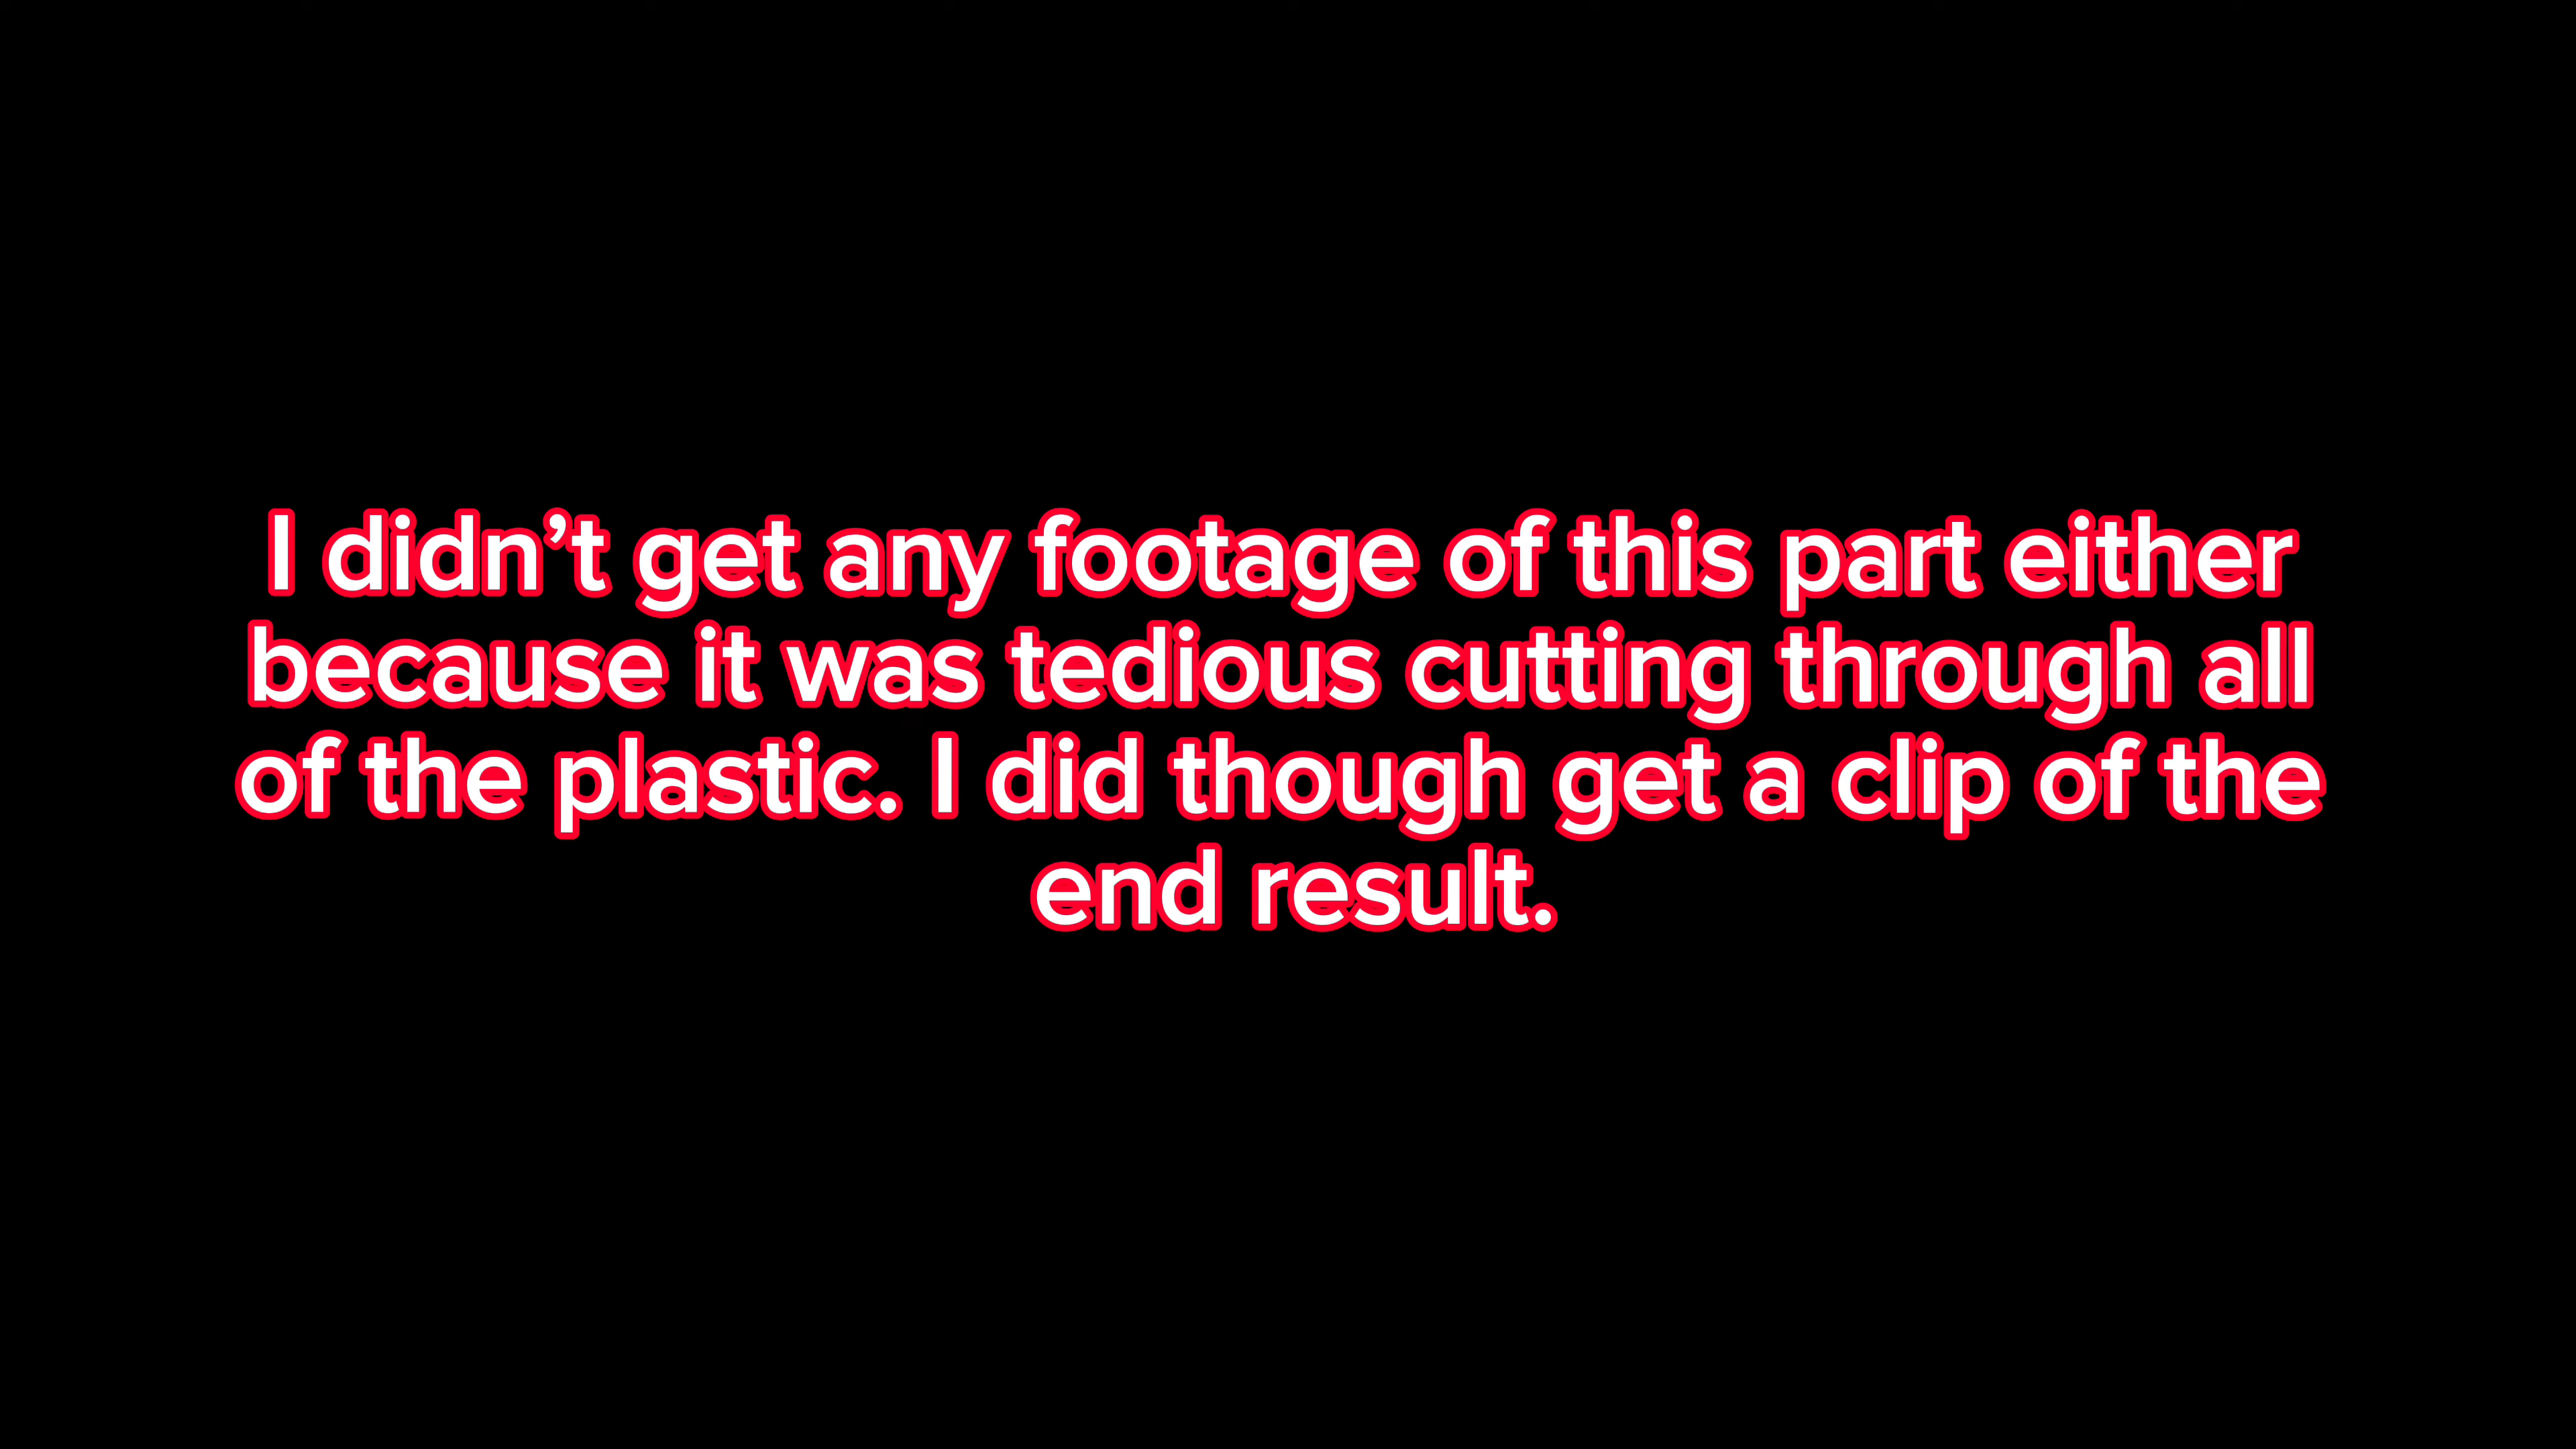 I didn’t get any footage of this part either
because it was tedious cutting through all
of the plastic. I did though get a clip of the
end result.